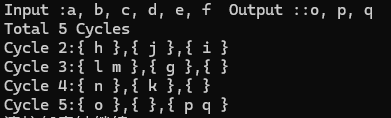 Input :a, b, c, d, e, f  Output ::o, p, q
Total 5 Cycles
Cycle 2:{ h },{ j },{ i }
Cycle 3:{ l m },{ g },{ }
Cycle 4:{ n },{ k },{ }
Cycle 5:{ o },{ },{ p q }